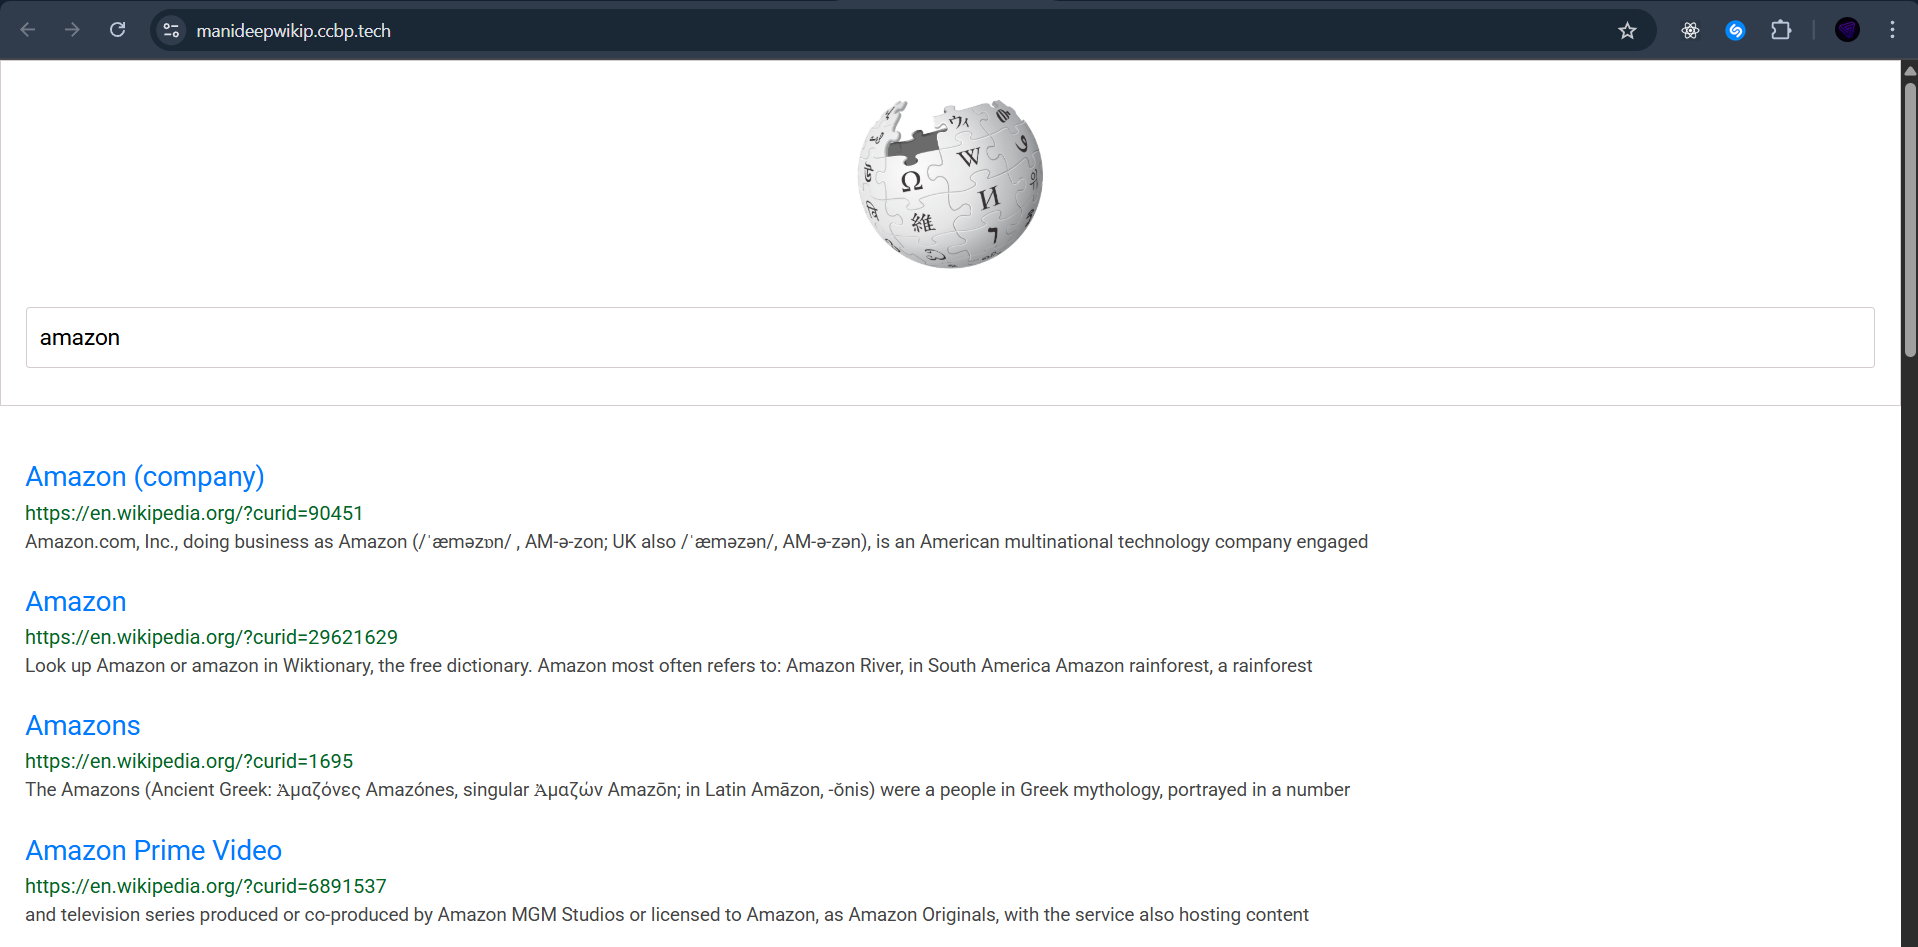 manideepwikip.ccbp.tech
ウィ
W
Ω
И
維
amazon
Amazon (company)
https://en.wikipedia.org/?curid=90451
Amazon.com, Inc., doing business as Amazon (/ˈæməzɒn/ , AM-ə-zon; UK also /ˈæməzən/, AM-ə-zən), is an American multinational technology company engaged
Amazon
https://en.wikipedia.org/?curid=29621629
Look up Amazon or amazon in Wiktionary, the free dictionary. Amazon most often refers to: Amazon River, in South America Amazon rainforest, a rainforest
Amazons
https://en.wikipedia.org/?curid=1695
The Amazons (Ancient Greek: Ἀμαζόνες Amazónes, singular Ἀμαζών Amazōn; in Latin Amāzon, -ŏnis) were a people in Greek mythology, portrayed in a number
Amazon Prime Video
https://en.wikipedia.org/?curid=6891537
and television series produced or co-produced by Amazon MGM Studios or licensed to Amazon, as Amazon Originals, with the service also hosting content